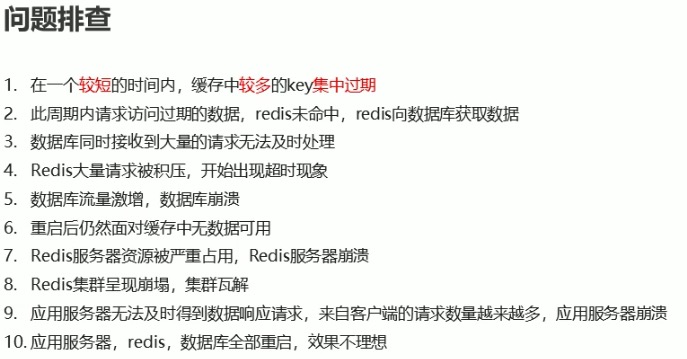 问题排查
1. 在一个较短的时间内，缓存中较多的key集中过期
2. 此周期内请求访问过期的数据，redis未命中，redis向数据库获取数据
3. 数据库同时接收到大量的请求无法及时处理
4. Redis大量请求被积压，开始出现超时现象
5. 数据库流量激增，数据库崩溃
6. 重启后仍然面对缓存中无数据可用
7. Redis服务器资源被严重占用，Redis服务器崩溃
8. Redis集群呈现崩塌，集群瓦解
9. 应用服务器无法及时得到数据响应请求，来自客户端的请求数量越来越多，应用服务器崩溃
10. 应用服务器，redis，数据库全部重启，效果不理想